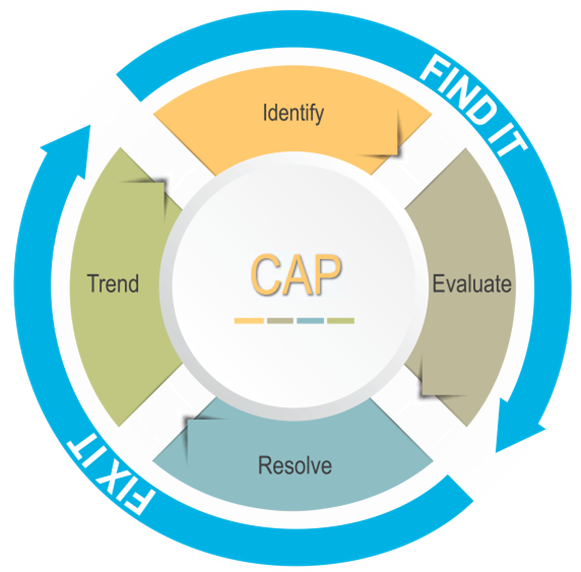 FIND IT
Identify
Evaluate
CAP
Trend
Resolve
FIX IT